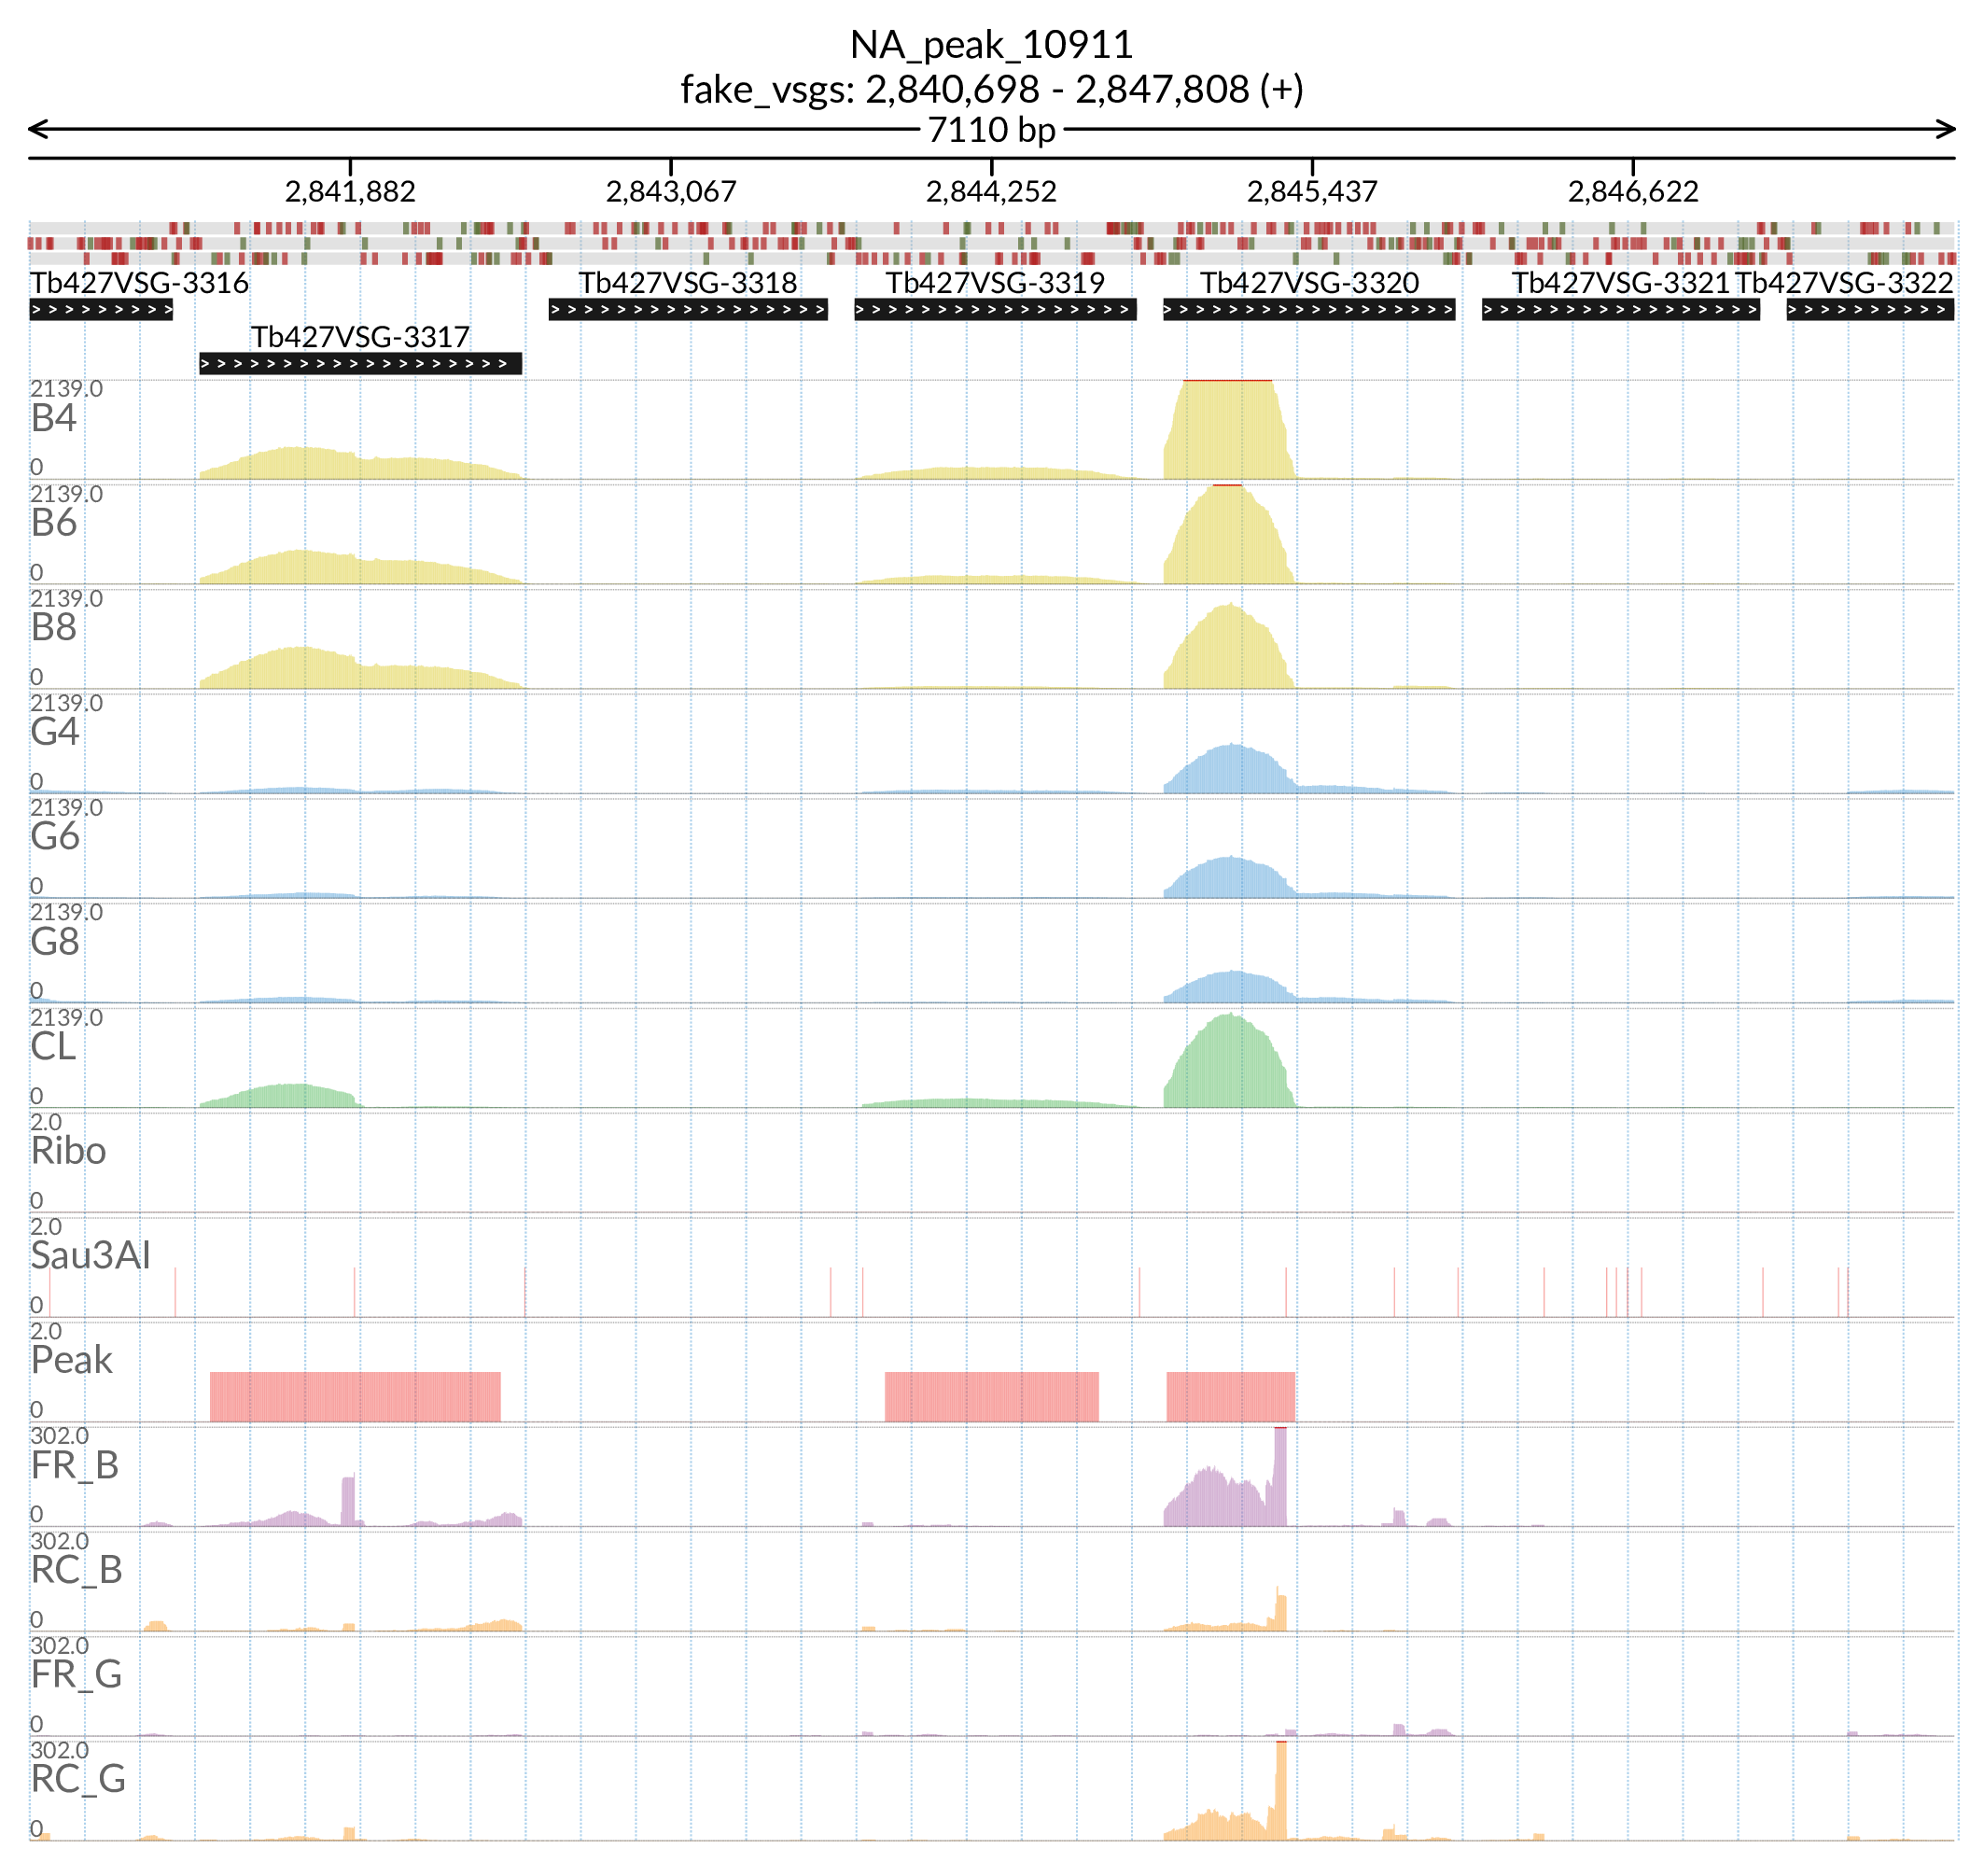 NA_peak_10911
fake_vsgs: 2,840,698 - 2,847,808 (+)
7110 bp
2,841,882 2,843,067 2,844,252 2,845,437 2,846,622
Tb427VSG-3316 Tb427VSG-3318 Tb427VSG-3319 Tb427VSG-3320 Tb427VSG-3321 Tb427VSG-3322
Tb427VSG-3317
2139.0
B4
0
2139.0
B6
0
2139.0
B8
0
2139.0
G4
0
2139.0
G6
0
2139.0
G8
0
2139.0
CL
0
2.0
Ribo
0
2.0
Sau3AI
0
2.0
Peak
0
302.0
FR_B
0
302.0
RC_B
0
302.0
FR_G
0
302.0
RC_G
0